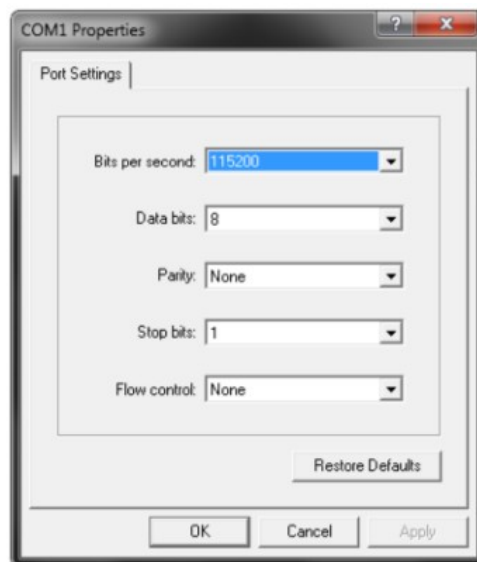 COM1 Properties
Port Settings
Bits per second: 115200
Data bits: 8
Parity: None
Stop bits: 1
Flow control: None
Restore Defaults
OK Cancel Apply